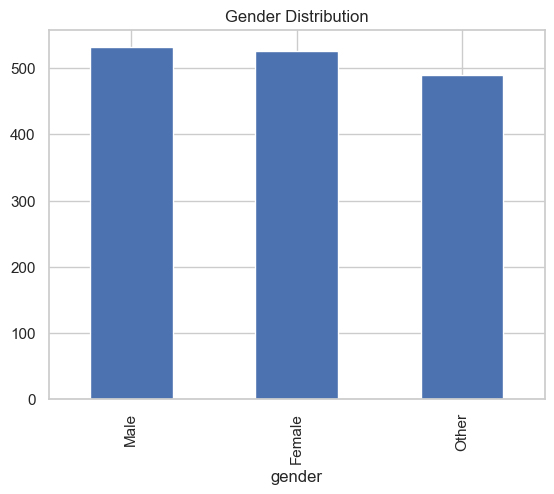 Gender Distribution
500
400
300
200
100
0
Male
Female
Other
gender